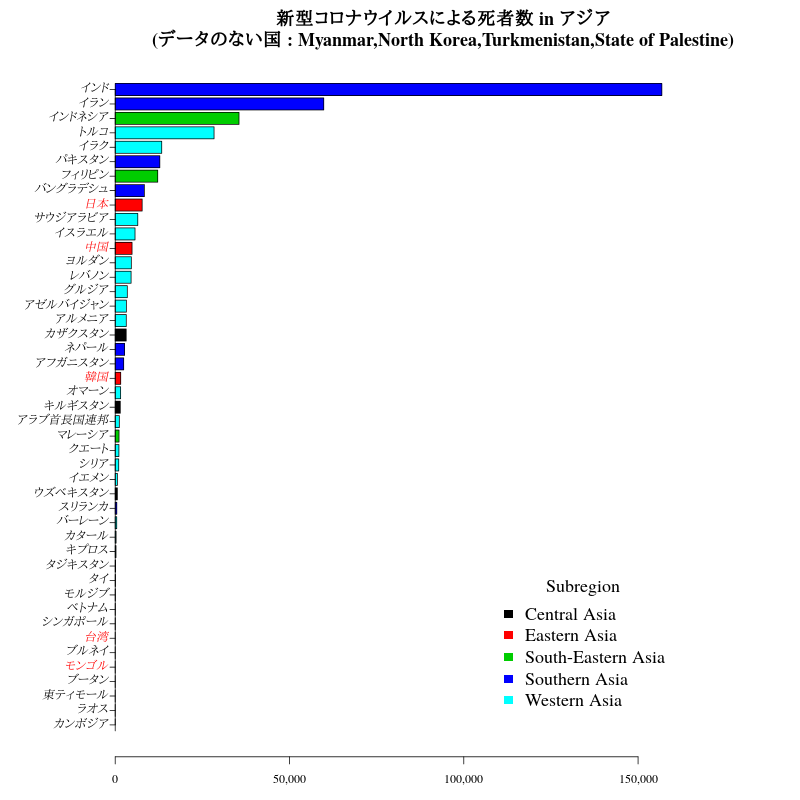 新型コロナウイルスによる死者数 in アジア
(データのない国 : Myanmar,North Korea,Turkmenistan,State of Palestine)
インド
イラン
インドネシア
トルコ
イラク
パキスタン
フィリピン
バングラデシュ
日本
サウジアラビア
イスラエル
中国
ヨルダン
レバノン
グルジア
アゼルバイジャン
アルメニア
カザクスタン
ネパール
アフガニスタン
韓国
オマーン
キルギスタン
アラブ首長国連邦
マレーシア
クエート
シリア
イエメン
ウズベキスタン
スリランカ
バーレーン
カタール
キプロス
タジキスタン
タイ
モルジブ
ベトナム
シンガポール
台湾
ブルネイ
モンゴル
ブータン
東ティモール
ラオス
カンボジア
Subregion
Central Asia
Eastern Asia
South-Eastern Asia
Southern Asia
Western Asia
0 50,000 100,000 150,000